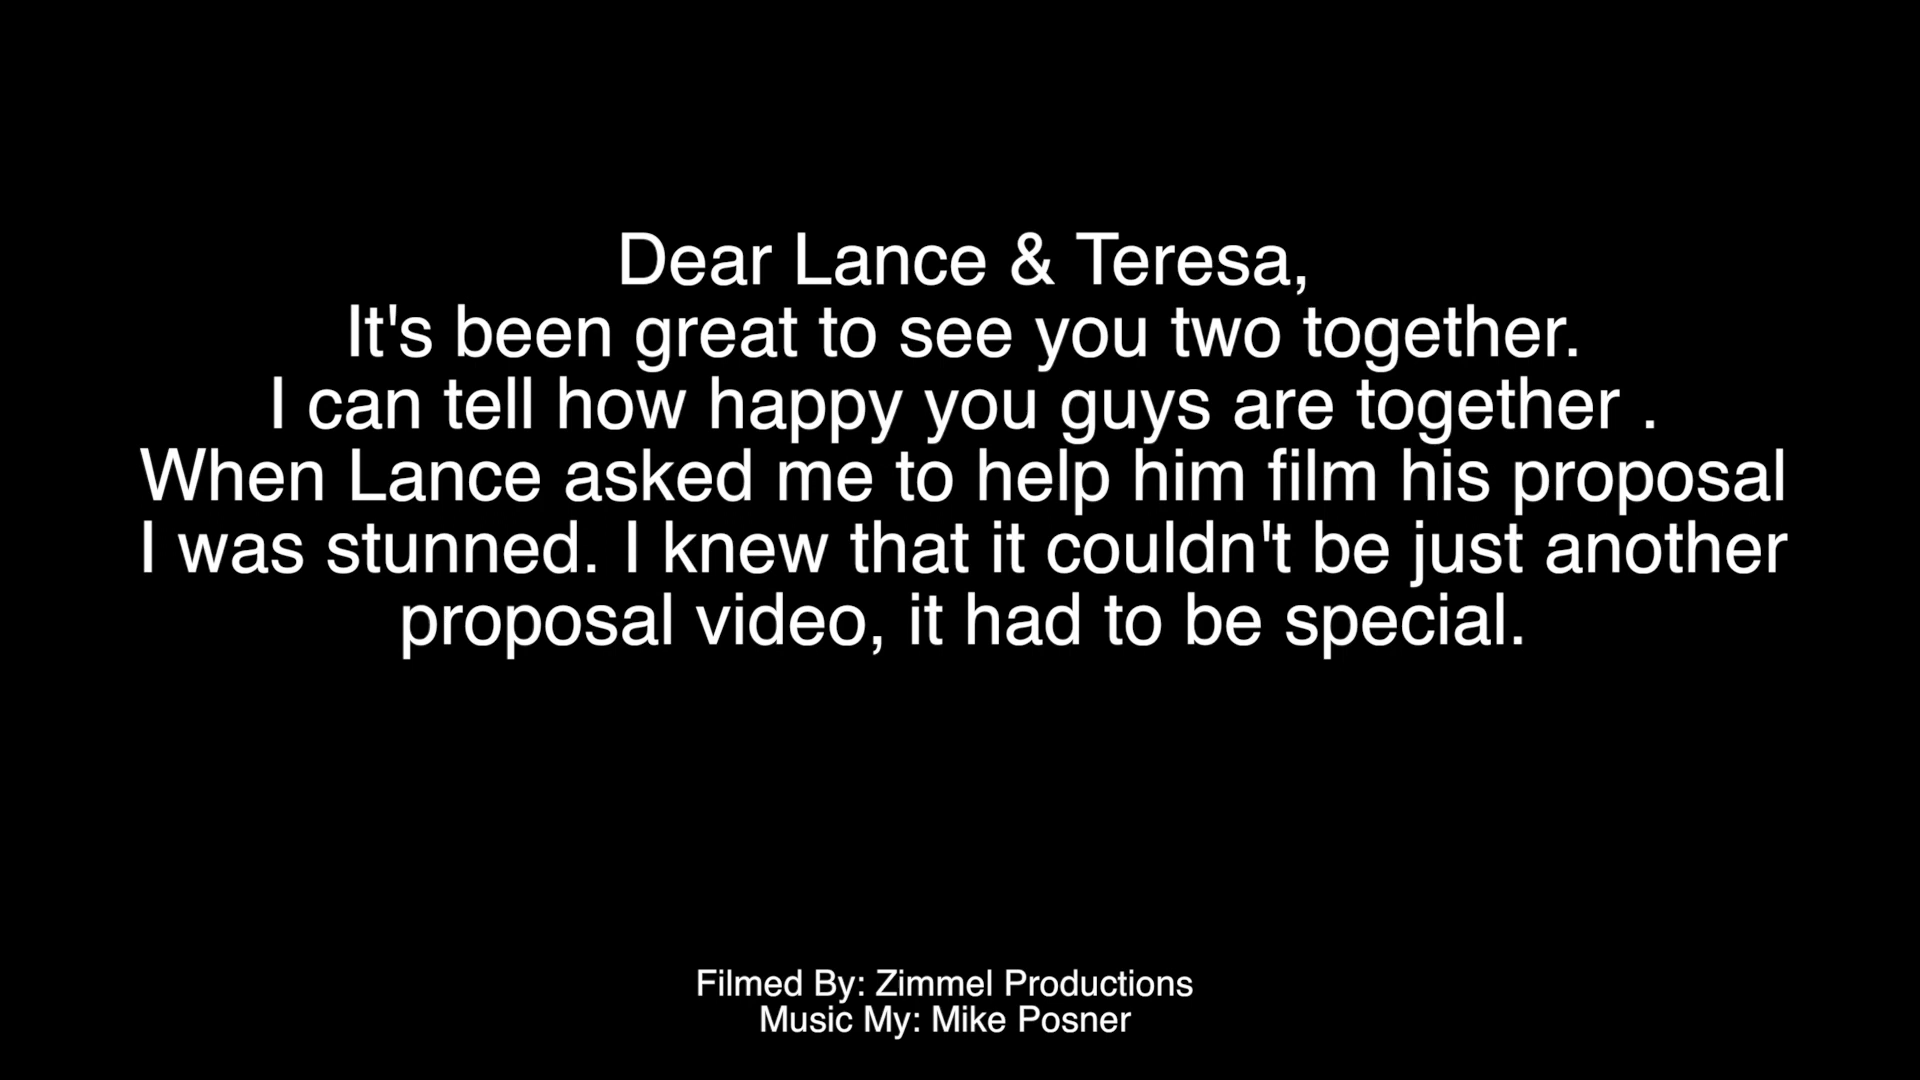 Dear Lance & Teresa,
It's been great to see you two together.
I can tell how happy you guys are together .
When Lance asked me to help him film his proposal
I was stunned. I knew that it couldn't be just another
proposal video, it had to be special.
Filmed By: Zimmel Productions
Music My: Mike Posner